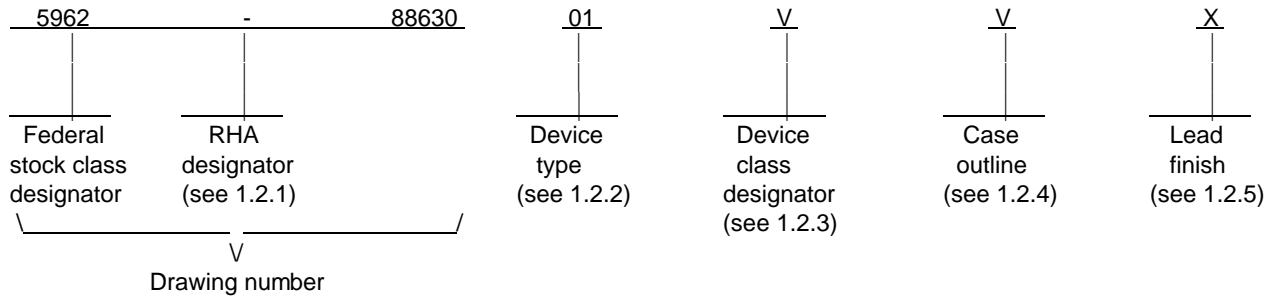 5962 - 88630 01 V V X
Federal stock class designator
RHA designator (see 1.2.1)
Device type (see 1.2.2)
Device class designator (see 1.2.3)
Case outline (see 1.2.4)
Lead finish (see 1.2.5)
\ /
\/
Drawing number